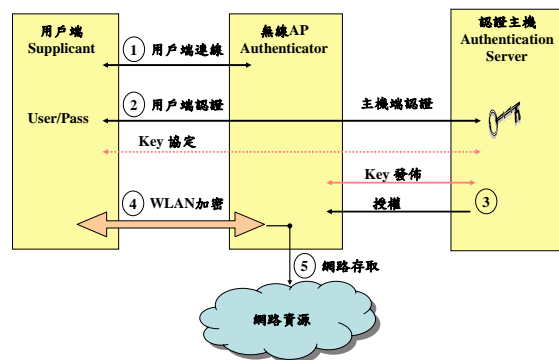 用戶端
Supplicant
無線AP
Authenticator
認證主機
Authentication
Server
1 用戶端連線
2 用戶端認證
主機端認證
User/Pass
Key 協定
Key 發佈
授權
3
4 WLAN加密
5 網路存取
網路資源